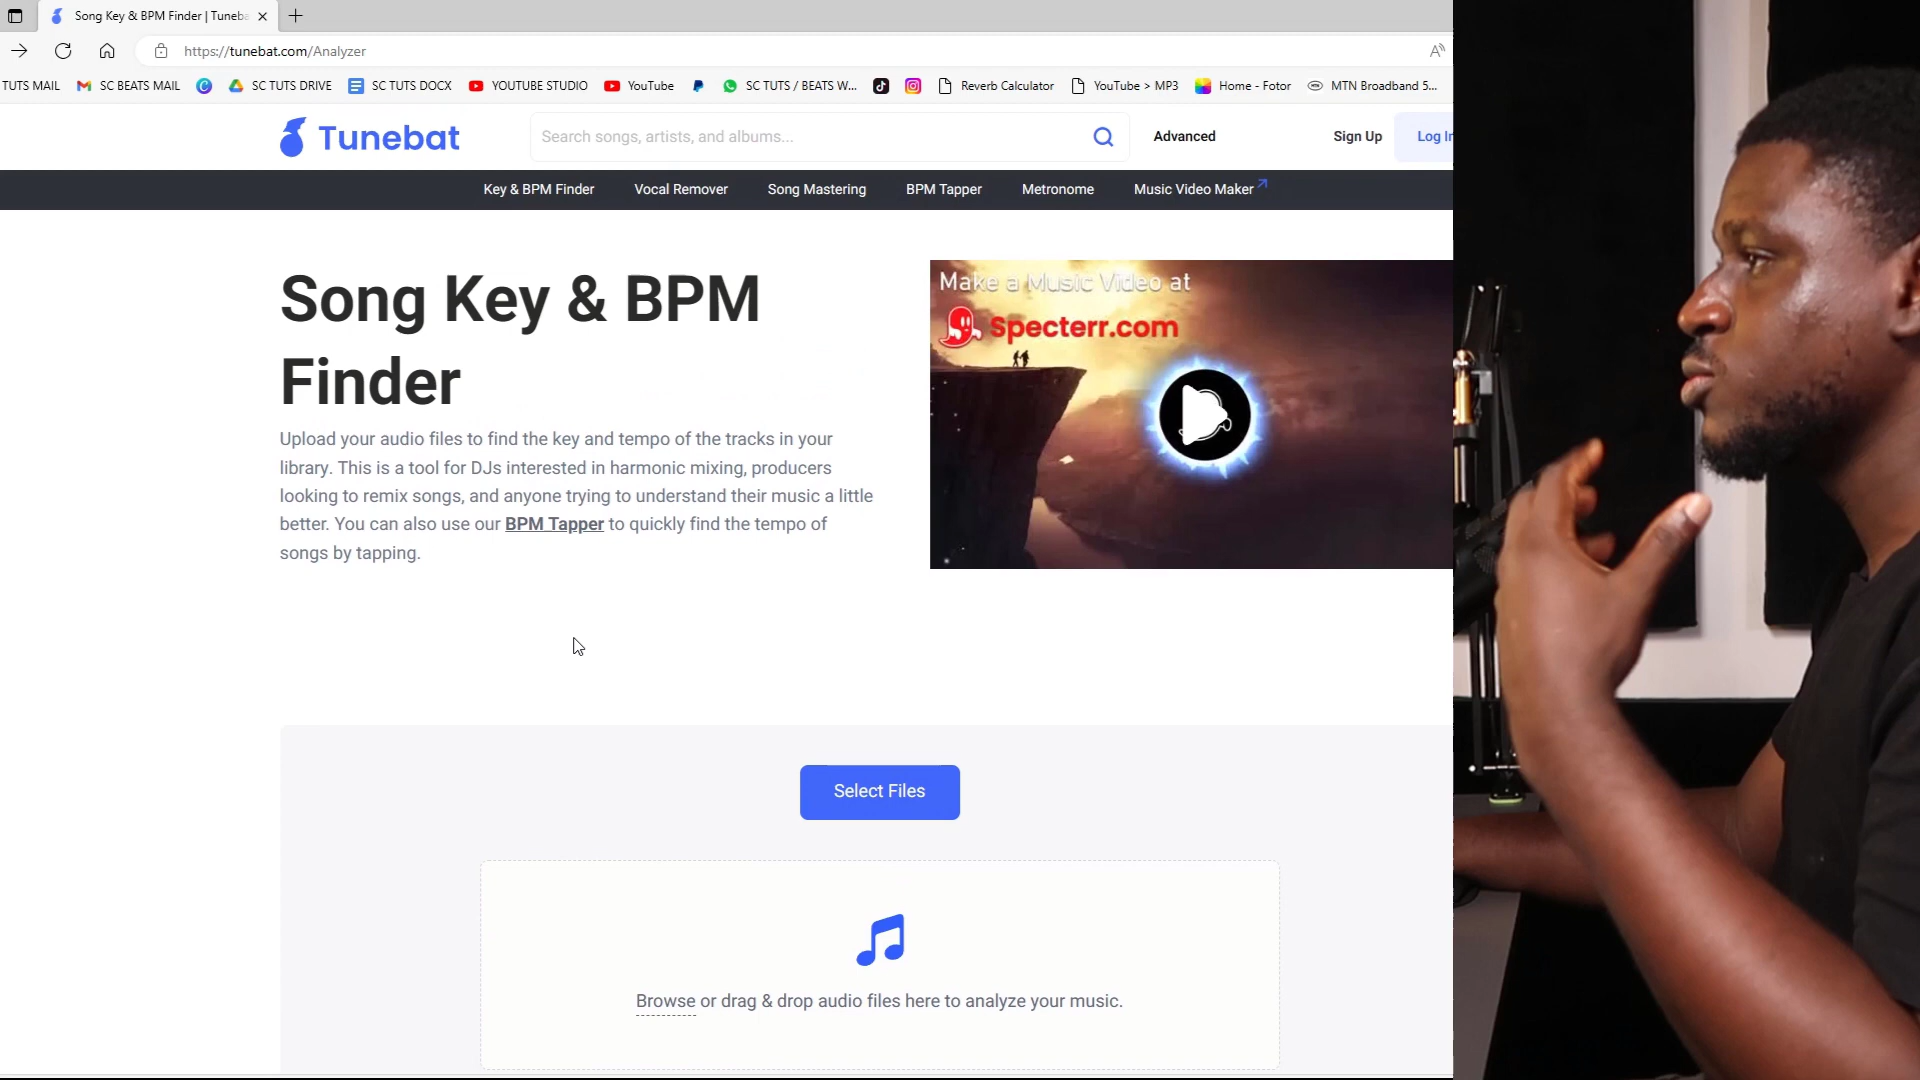 Song Key & BPM Finder | Tuneba
https://tunebat.com/Analyzer
TUTS MAIL
SC BEATS MAIL
SC TUTS DRIVE
SC TUTS DOCX
YOUTUBE STUDIO
YouTube
SC TUTS / BEATS W...
Reverb Calculator
YouTube > MP3
Home - Fotor
MTN Broadband 5...
Tunebat
Search songs, artists, and albums...
Advanced
Sign Up
Log In
Key & BPM Finder
Vocal Remover
Song Mastering
BPM Tapper
Metronome
Music Video Maker
Song Key & BPM
Finder
Upload your audio files to find the key and tempo of the tracks in your
library. This is a tool for DJs interested in harmonic mixing, producers
looking to remix songs, and anyone trying to understand their music a little
better. You can also use our BPM Tapper to quickly find the tempo of
songs by tapping.
Make a Music Video at
Specterr.com
Select Files
Browse or drag & drop audio files here to analyze your music.